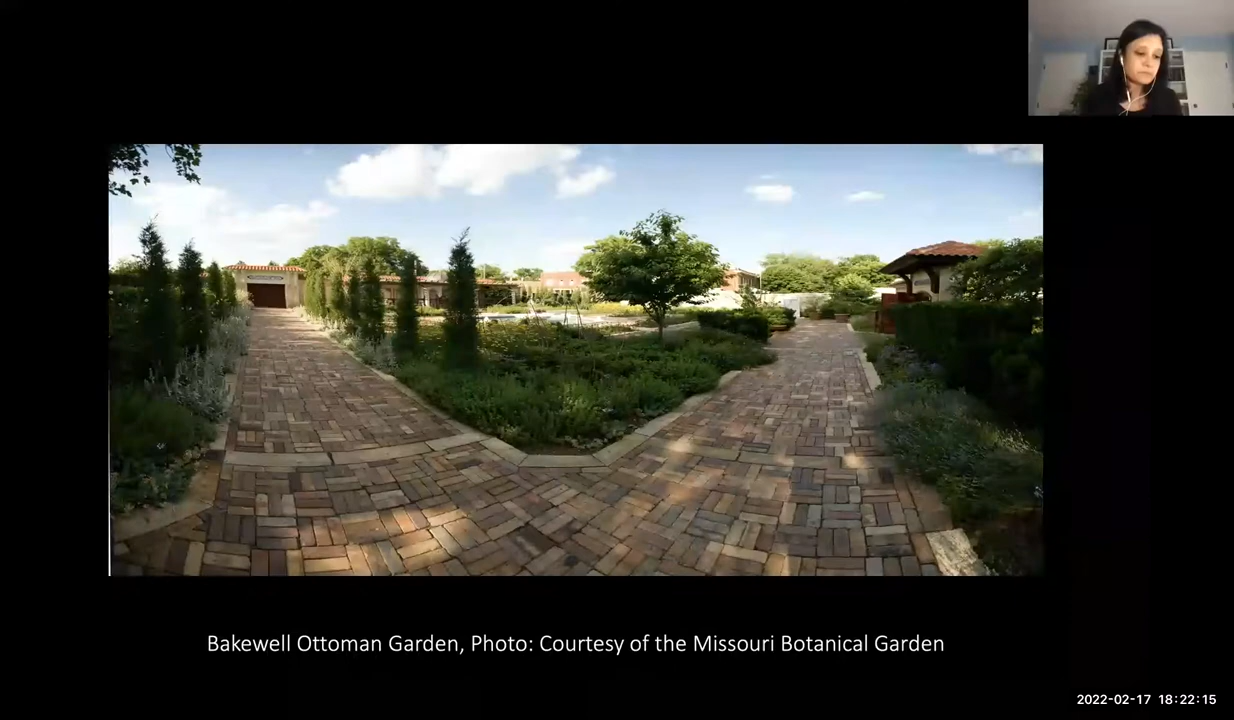 Bakewell Ottoman Garden, Photo: Courtesy of the Missouri Botanical Garden
2022-02-17 18:22:15